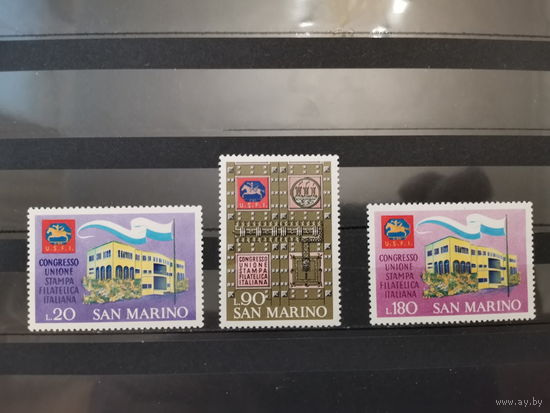 U.S.F.I.
CONGRESSO
UNIONE
STAMPA
FILATELICA
ITALIANA
L.20 SAN MARINO
U.S.F.I.
CONGRESSO
UNIONE
STAMPA
FILATELICA
ITALIANA
L.90
SAN MARINO
U.S.F.I.
CONGRESSO
UNIONE
STAMPA
FILATELICA
ITALIANA
L.180 SAN MARINO
www.ay.by